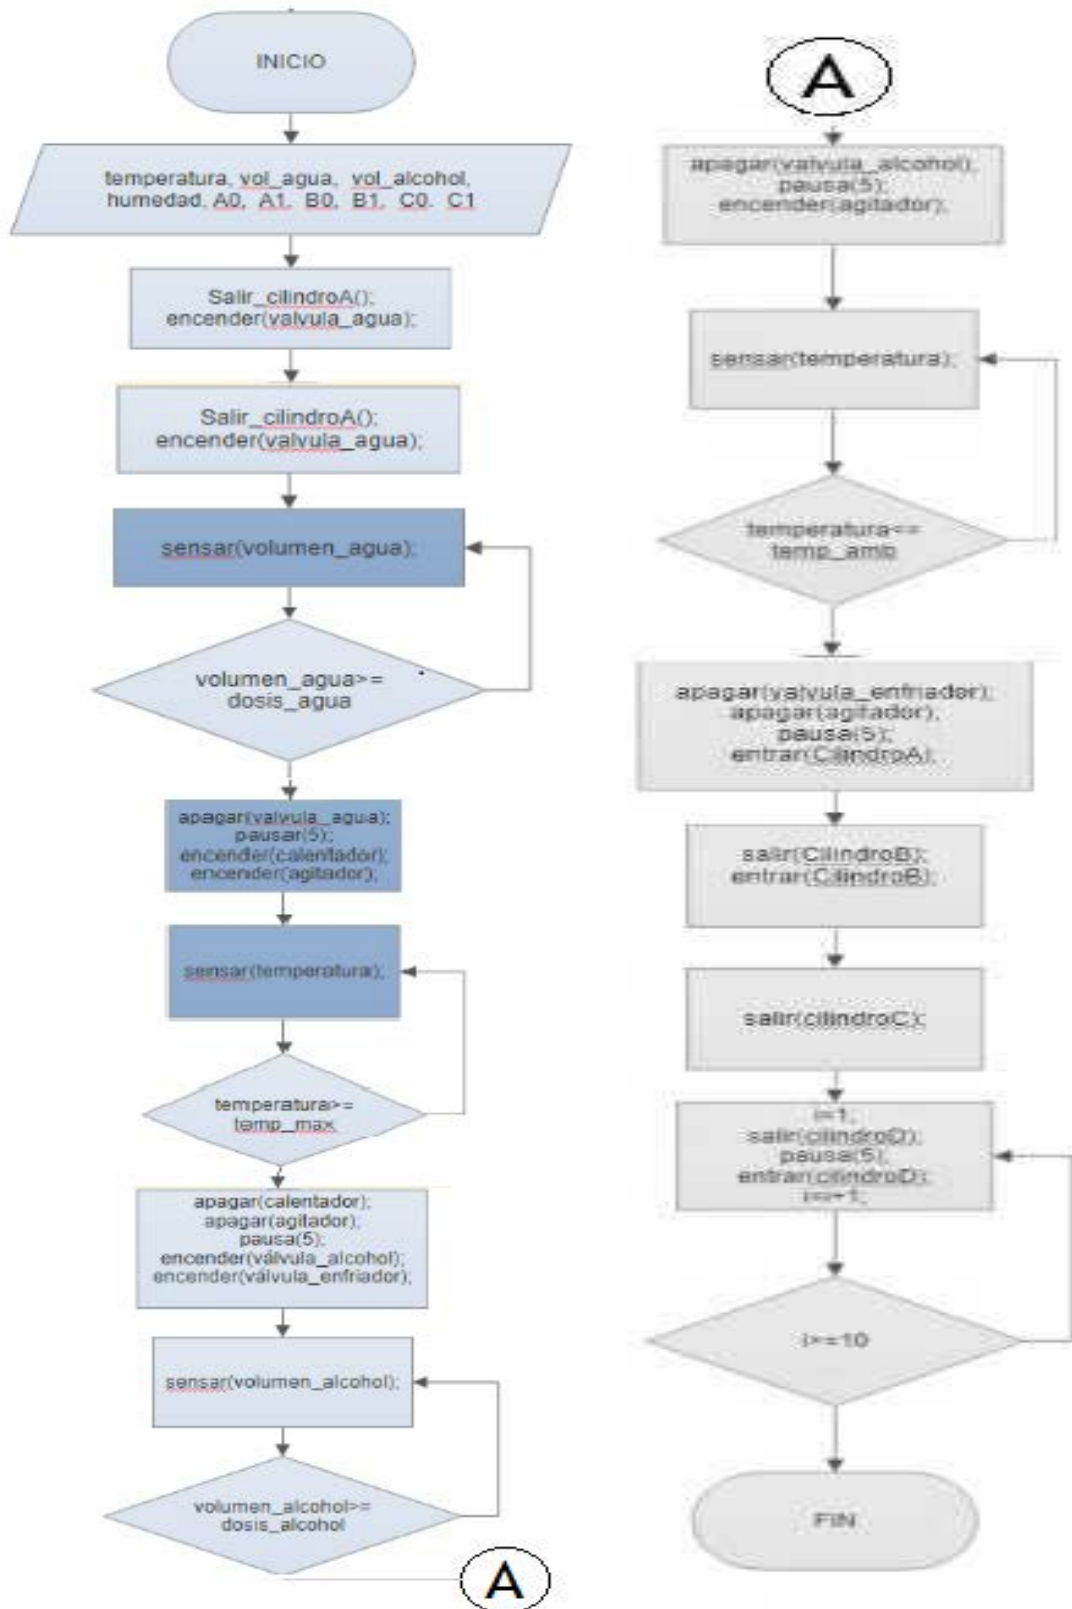 INICIO
temperatura, vol_agua, vol_alcohol,
humedad, A0, A1, B0, B1, C0, C1
Salir_cilindroA();
encender(valvula_agua);
Salir_cilindroA();
encender(valvula_agua);
sensar(volumen_agua);
volumen_agua>=
dosis_agua
apagar(valvula_agua);
pausar(5);
encender(calentador);
encender(agitador);
sensar(temperatura);
temperatura>=
temp_max
apagar(calentador);
apagar(agitador);
pausa(5);
encender(válvula_alcohol);
encender(válvula_enfriador);
sensar(volumen_alcohol);
volumen_alcohol>=
dosis_alcohol
A
A
apagar(valvula_alcohol);
pausa(5);
encender(agitador);
sensar(temperatura);
temperatura<=
temp_amb
apagar(valvula_enfriador);
apagar(agitador);
pausa(5);
entrar(CilindroA);
salir(CilindroB);
entrar(CilindroB);
salir(cilindroC);
i=1;
salir(cilindroD);
pausa(5);
entrar(cilindroD);
i=i+1;
i>=10
FIN